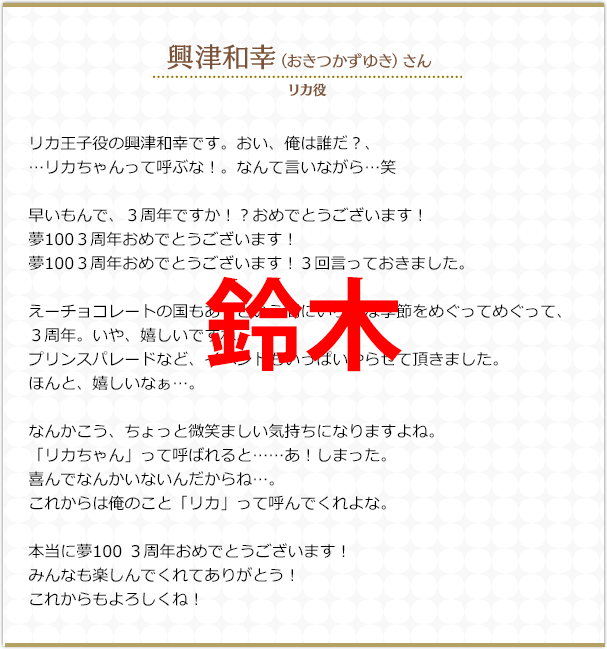 興津和幸（おきつかずゆき）さん
リカ役
リカ王子役の興津和幸です。おい、俺は誰だ？、
…リカちゃんって呼ぶな！。なんて言いながら…笑
早いもんで、３周年ですか！？おめでとうございます！
夢100３周年おめでとうございます！
夢100３周年おめでとうございます！３回言っておきました。
えーチョコレートの国もあ
季節をめぐってめぐって、
鈴木
３周年。いや、嬉しいです
プリンスパレードなど、イベント
いっぱいやらせて頂きました。
ほんと、嬉しいなぁ…。
なんかこう、ちょっと微笑ましい気持ちになりますよね。
「リカちゃん」って呼ばれると……あ！しまった。
喜んでなんかいないんだからね…。
これからは俺のこと「リカ」って呼んでくれよな。
本当に夢100 ３周年おめでとうございます！
みんなも楽しんでくれてありがとう！
これからもよろしくね！